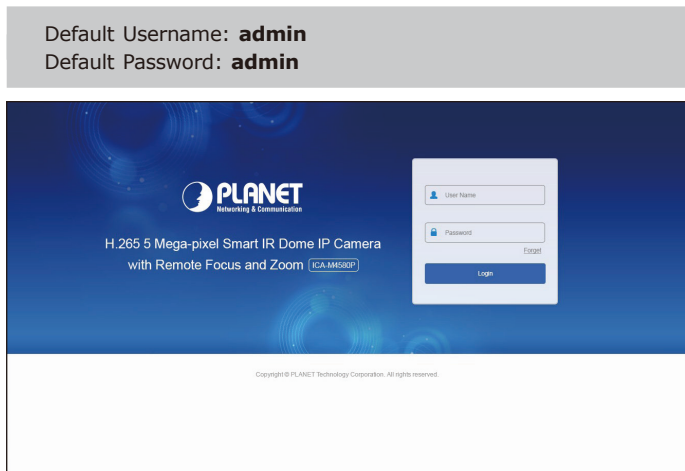 Default Username: admin
Default Password: admin
PLANET
Networking & Communication
H.265 5 Mega-pixel Smart IR Dome IP Camera
with Remote Focus and Zoom ICA-M4580P
User Name
Password
Forget
Login
Copyright © PLANET Technology Corporation. All rights reserved.